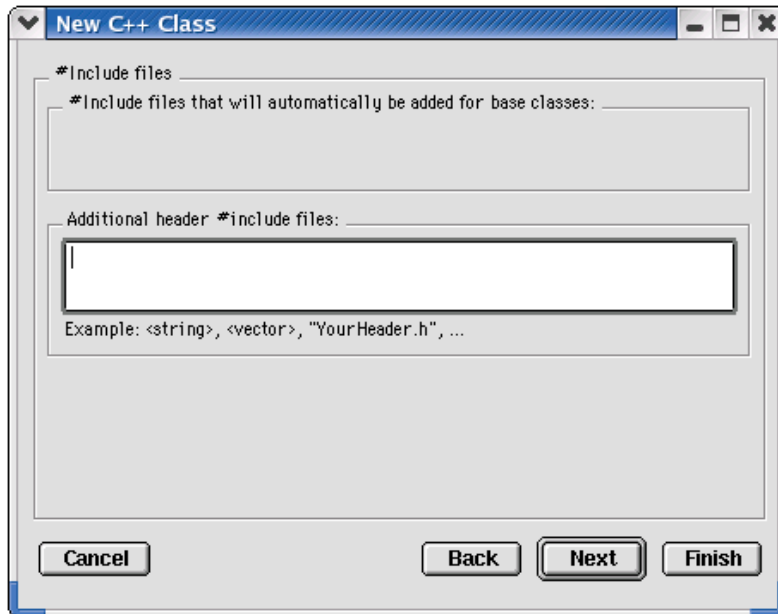 New C++ Class
#Include files
#Include files that will automatically be added for base classes:
Additional header #include files:
Example: <string>, <vector>, "YourHeader.h", ...
Cancel
Back
Next
Finish